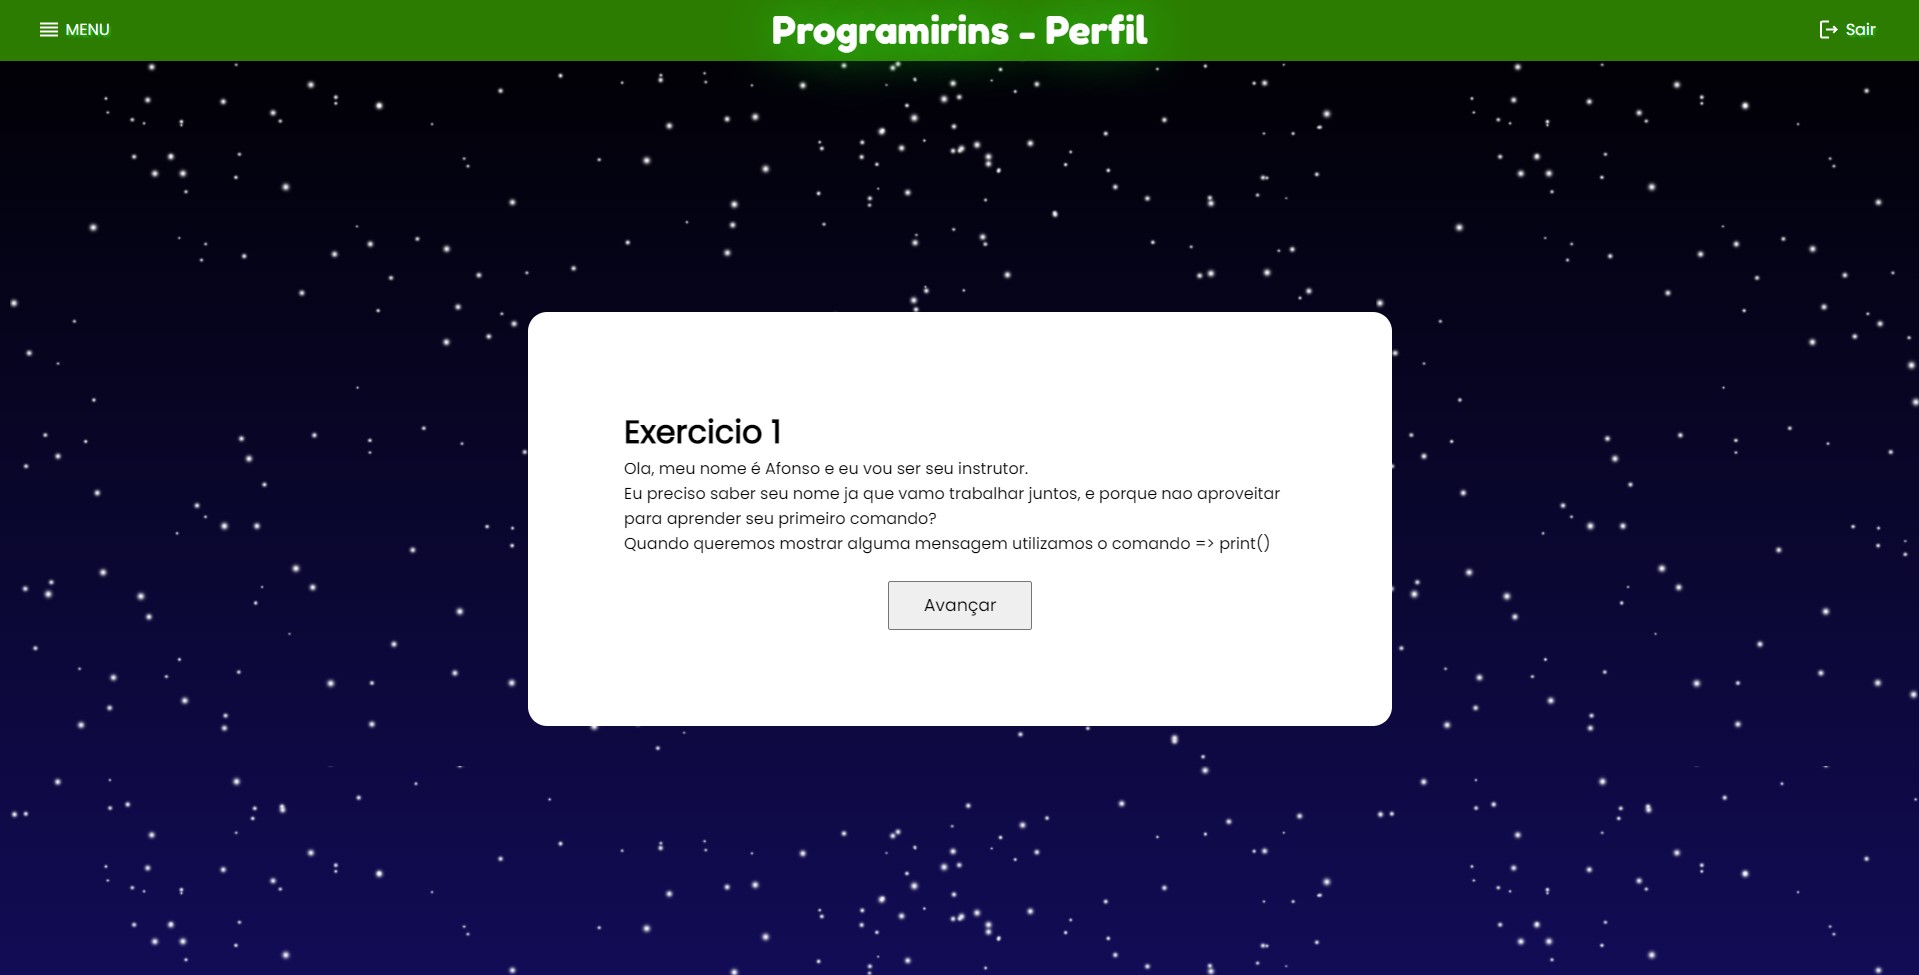 MENU
Programirins - Perfil
Sair
Exercicio 1
Ola, meu nome é Afonso e eu vou ser seu instrutor.
Eu preciso saber seu nome ja que vamo trabalhar juntos, e porque nao aproveitar
para aprender seu primeiro comando?
Quando queremos mostrar alguma mensagem utilizamos o comando => print()
Avançar